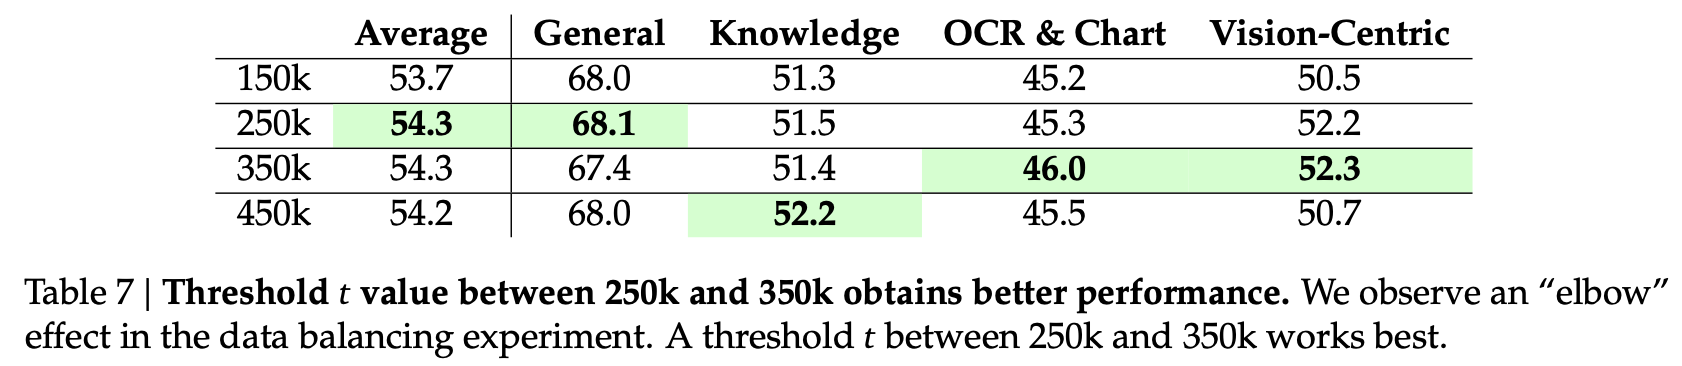 Average General Knowledge OCR & Chart Vision-Centric
150k 53.7 68.0 51.3 45.2 50.5
250k 54.3 68.1 51.5 45.3 52.2
350k 54.3 67.4 51.4 46.0 52.3
450k 54.2 68.0 52.2 45.5 50.7
Table 7 | Threshold t value between 250k and 350k obtains better performance. We observe an “elbow”
effect in the data balancing experiment. A threshold t between 250k and 350k works best.